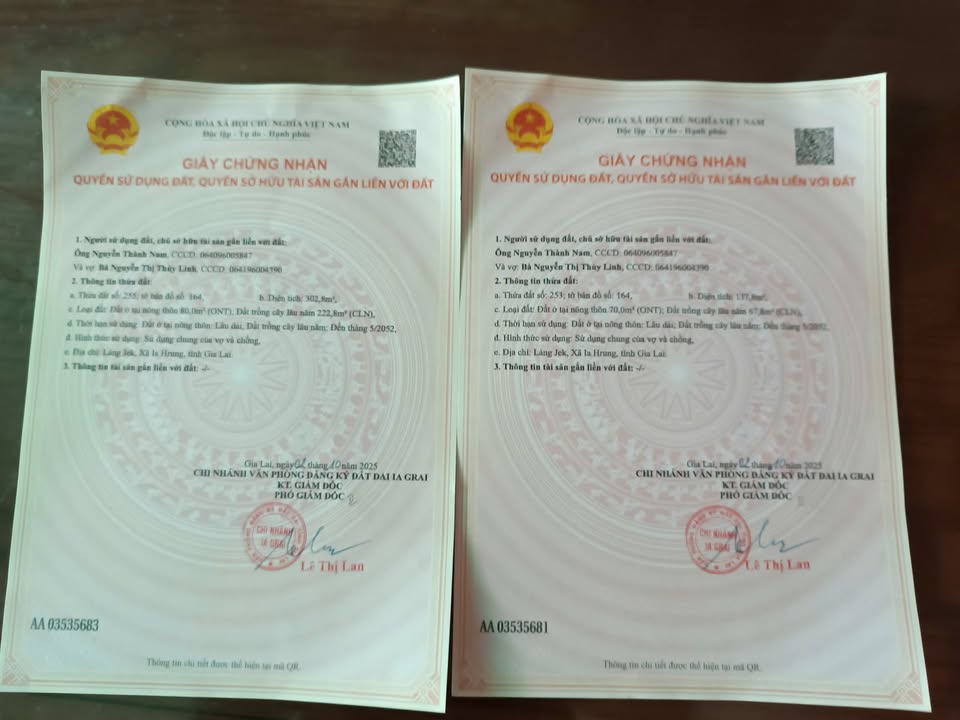 CỘNG HÒA XÃ HỘI CHỦ NGHĨA VIỆT NAM
Độc lập - Tự do - Hạnh phúc
GIẤY CHỨNG NHẬN
QUYỀN SỬ DỤNG ĐẤT, QUYỀN SỞ HỮU TÀI SẢN GẮN LIỀN VỚI ĐẤT
1. Người sử dụng đất, chủ sở hữu tài sản gắn liền với đất:
Ông Nguyễn Thành Nam, CCCD: 064096005847
Và vợ: Bà Nguyễn Thị Thùy Linh, CCCD: 064196004390
2. Thông tin thửa đất:
a. Thửa đất số: 255; tờ bản đồ số: 164, b. Diện tích: 302,8m²,
c. Loại đất: Đất ở tại nông thôn 80,0m² (ONT); Đất trồng cây lâu năm 222,8m² (CLN),
d. Thời hạn sử dụng: Đất ở tại nông thôn: Lâu dài, Đất trồng cây lâu năm: Đến tháng 5/2052,
đ. Hình thức sử dụng: Sử dụng chung của vợ và chồng,
e. Địa chỉ: Làng Jek, Xã Ia Hrung, tỉnh Gia Lai.
3. Thông tin tài sản gắn liền với đất: -/-
Gia Lai, ngày 02 tháng 10 năm 2025
CHI NHÁNH VĂN PHÒNG ĐĂNG KÝ ĐẤT ĐAI IA GRAI
KT. GIÁM ĐỐC
PHÓ GIÁM ĐỐC
CHI NHÁNH
IA GRAI
Lê Thị Lan
AA 03535683
Thông tin chi tiết được thể hiện tại mã QR.
CỘNG HÒA XÃ HỘI CHỦ NGHĨA VIỆT NAM
Độc lập - Tự do - Hạnh phúc
GIẤY CHỨNG NHẬN
QUYỀN SỬ DỤNG ĐẤT, QUYỀN SỞ HỮU TÀI SẢN GẮN LIỀN VỚI ĐẤT
1. Người sử dụng đất, chủ sở hữu tài sản gắn liền với đất:
Ông Nguyễn Thành Nam, CCCD: 064096005847
Và vợ: Bà Nguyễn Thị Thùy Linh, CCCD: 064196004390
2. Thông tin thửa đất:
a. Thửa đất số: 253; tờ bản đồ số: 164, b. Diện tích: 137,8m²,
c. Loại đất: Đất ở tại nông thôn 70,0m² (ONT); Đất trồng cây lâu năm 67,8m² (CLN),
d. Thời hạn sử dụng: Đất ở tại nông thôn: Lâu dài, Đất trồng cây lâu năm: Đến tháng 5/2052,
đ. Hình thức sử dụng: Sử dụng chung của vợ và chồng,
e. Địa chỉ: Làng Jek, Xã Ia Hrung, tỉnh Gia Lai.
3. Thông tin tài sản gắn liền với đất: -/-
Gia Lai, ngày 02 tháng 10 năm 2025
CHI NHÁNH VĂN PHÒNG ĐĂNG KÝ ĐẤT ĐAI IA GRAI
KT. GIÁM ĐỐC
PHÓ GIÁM ĐỐC
CHI NHÁNH
IA GRAI
Lê Thị Lan
AA 03535681
Thông tin chi tiết được thể hiện tại mã QR.